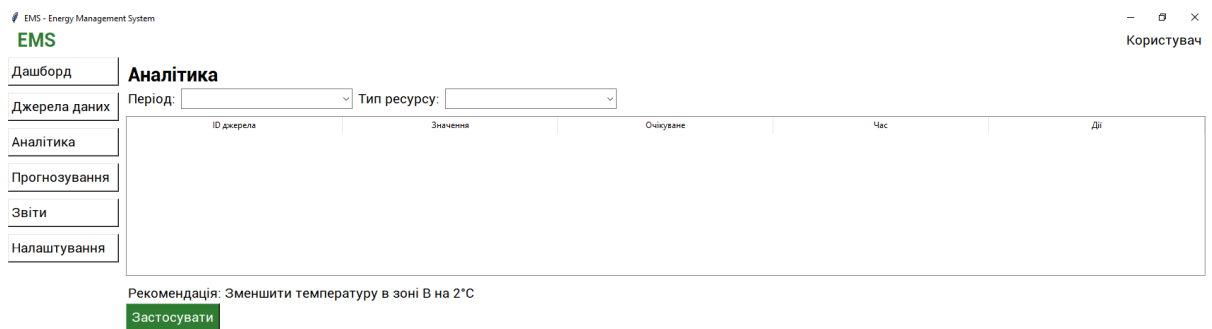 EMS - Energy Management System
EMS
Користувач
Дашборд
Джерела даних
Аналітика
Прогнозування
Звіти
Налаштування
Аналітика
Період: Тип ресурсу:
ID джерела Значення Очікуване Час Дії
Рекомендація: Зменшити температуру в зоні B на 2°C
Застосувати